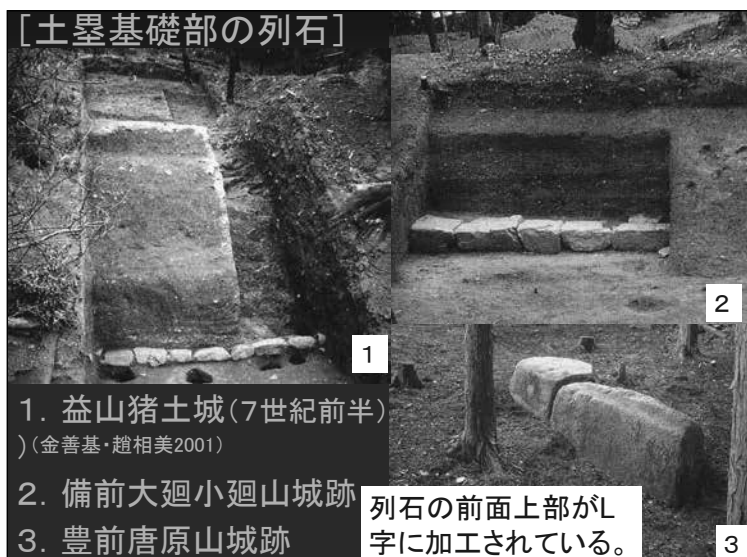 [土塁基礎部の列石]
1
2
3
1. 益山猪土城(7世紀前半)
)(金善基・趙相美2001)
2. 備前大廻小廻山城跡
3. 豊前唐原山城跡
列石の前面上部がL
字に加工されている。